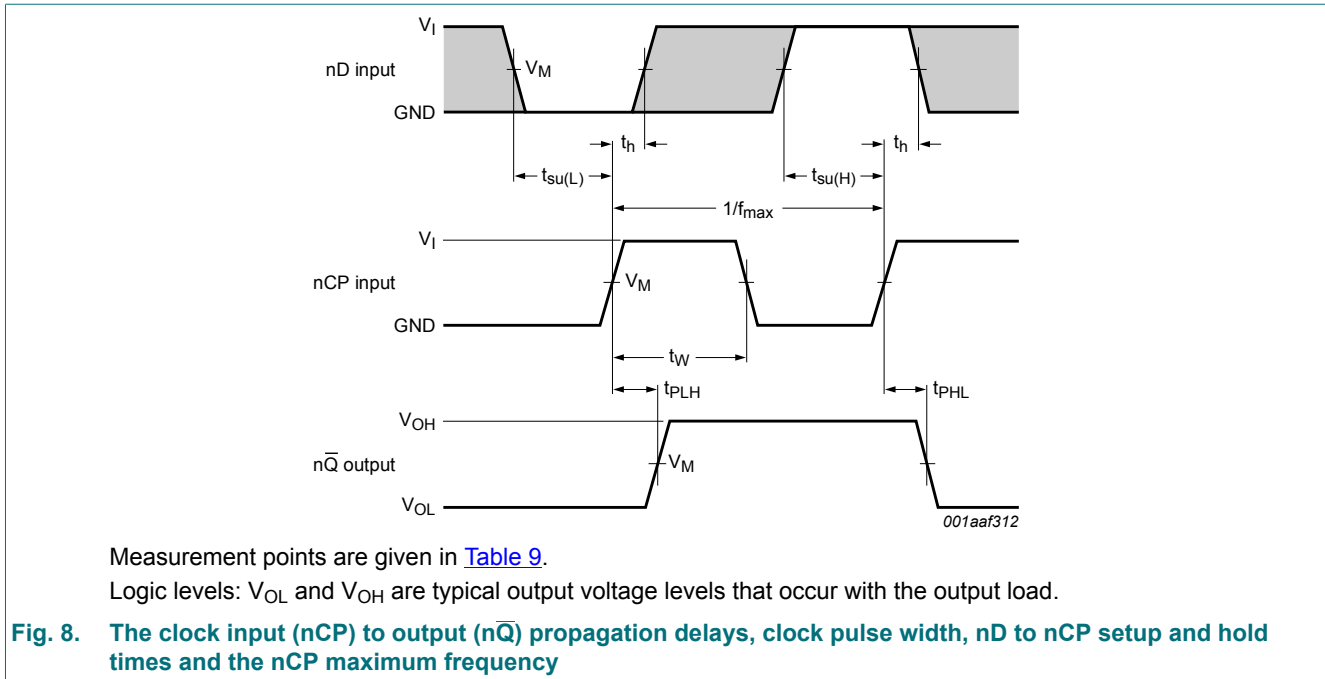 V_I
nD input
V_M
GND
t_h
t_h
t_su(L)
t_su(H)
1/f_max
V_I
nCP input
V_M
GND
t_W
t_PLH
t_PHL
V_OH
nQ̅ output
V_M
V_OL
001aaf312
Measurement points are given in Table 9.
Logic levels: V_OL and V_OH are typical output voltage levels that occur with the output load.
Fig. 8. The clock input (nCP) to output (nQ̅) propagation delays, clock pulse width, nD to nCP setup and hold
times and the nCP maximum frequency